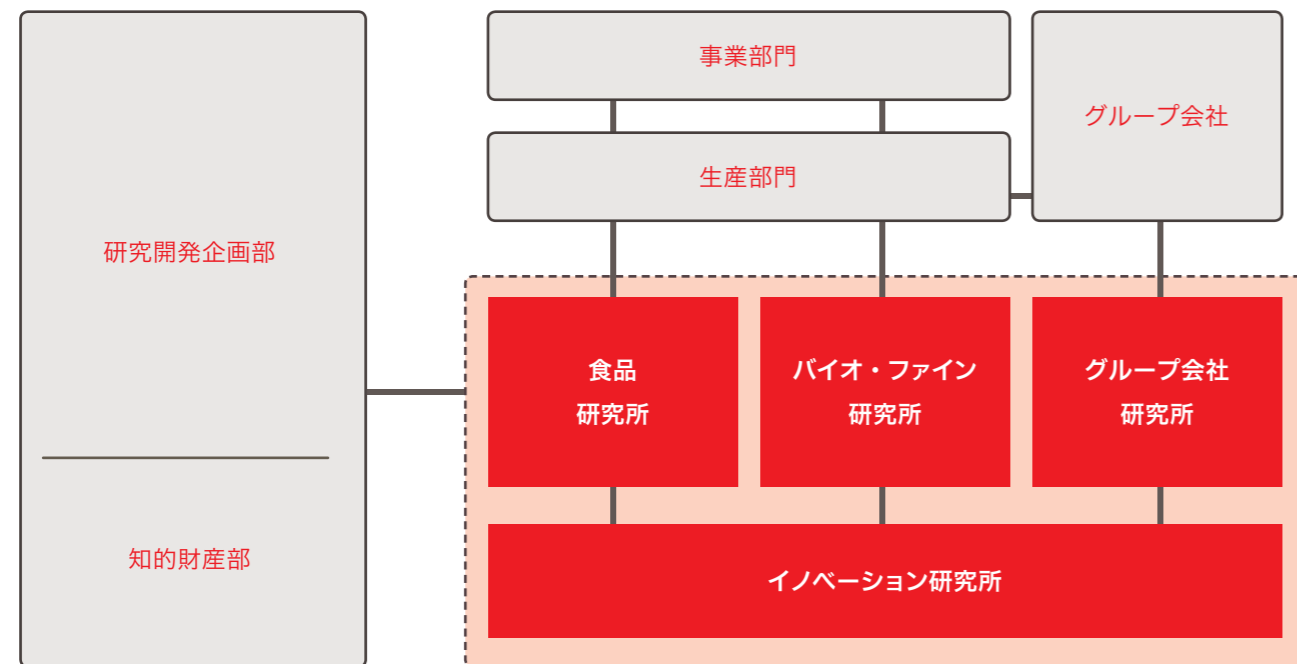 研究開発企画部
知的財産部
事業部門
生産部門
グループ会社
食品
研究所
バイオ・ファイン
研究所
グループ会社
研究所
イノベーション研究所